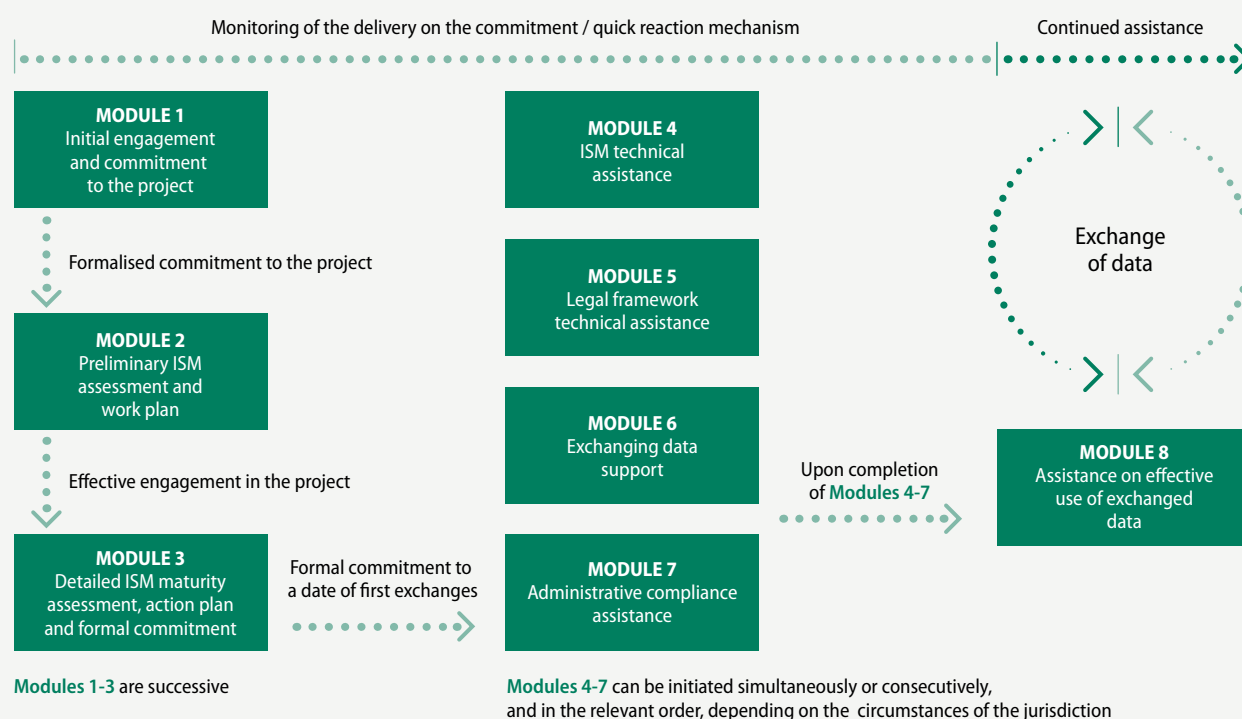 Monitoring of the delivery on the commitment / quick reaction mechanism
Continued assistance
MODULE 1
Initial engagement
and commitment
to the project
Formalised commitment to the project
MODULE 2
Preliminary ISM
assessment and
work plan
Effective engagement in the project
MODULE 3
Detailed ISM maturity
assessment, action plan
and formal commitment
Modules 1-3 are successive
Formal commitment to
a date of first exchanges
MODULE 4
ISM technical
assistance
MODULE 5
Legal framework
technical assistance
MODULE 6
Exchanging data
support
MODULE 7
Administrative compliance
assistance
Modules 4-7 can be initiated simultaneously or consecutively,
and in the relevant order, depending on the circumstances of the jurisdiction
Upon completion
of Modules 4-7
Exchange
of data
MODULE 8
Assistance on effective
use of exchanged
data